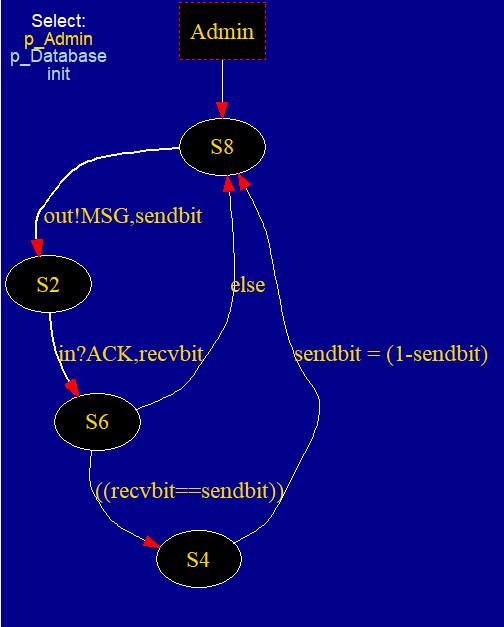 Select:
p_Admin
p_Database
init
Admin
S8
out!MSG,sendbit
S2
else
in?ACK,recvbit
sendbit = (1-sendbit)
S6
((recvbit==sendbit))
S4